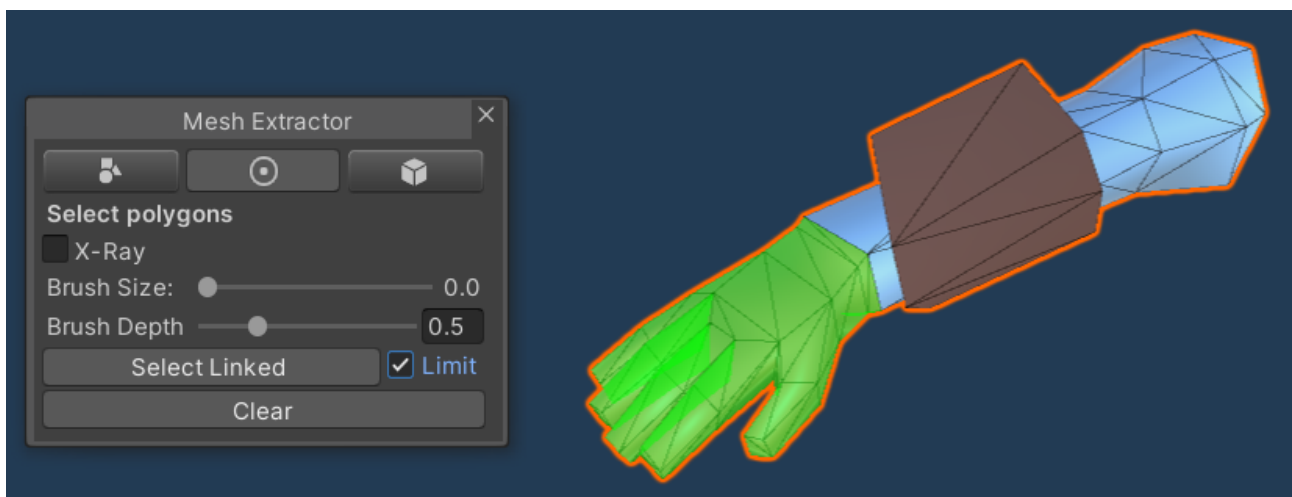 Mesh Extractor
Select polygons
X-Ray
Brush Size: 0.0
Brush Depth 0.5
Select Linked Limit
Clear